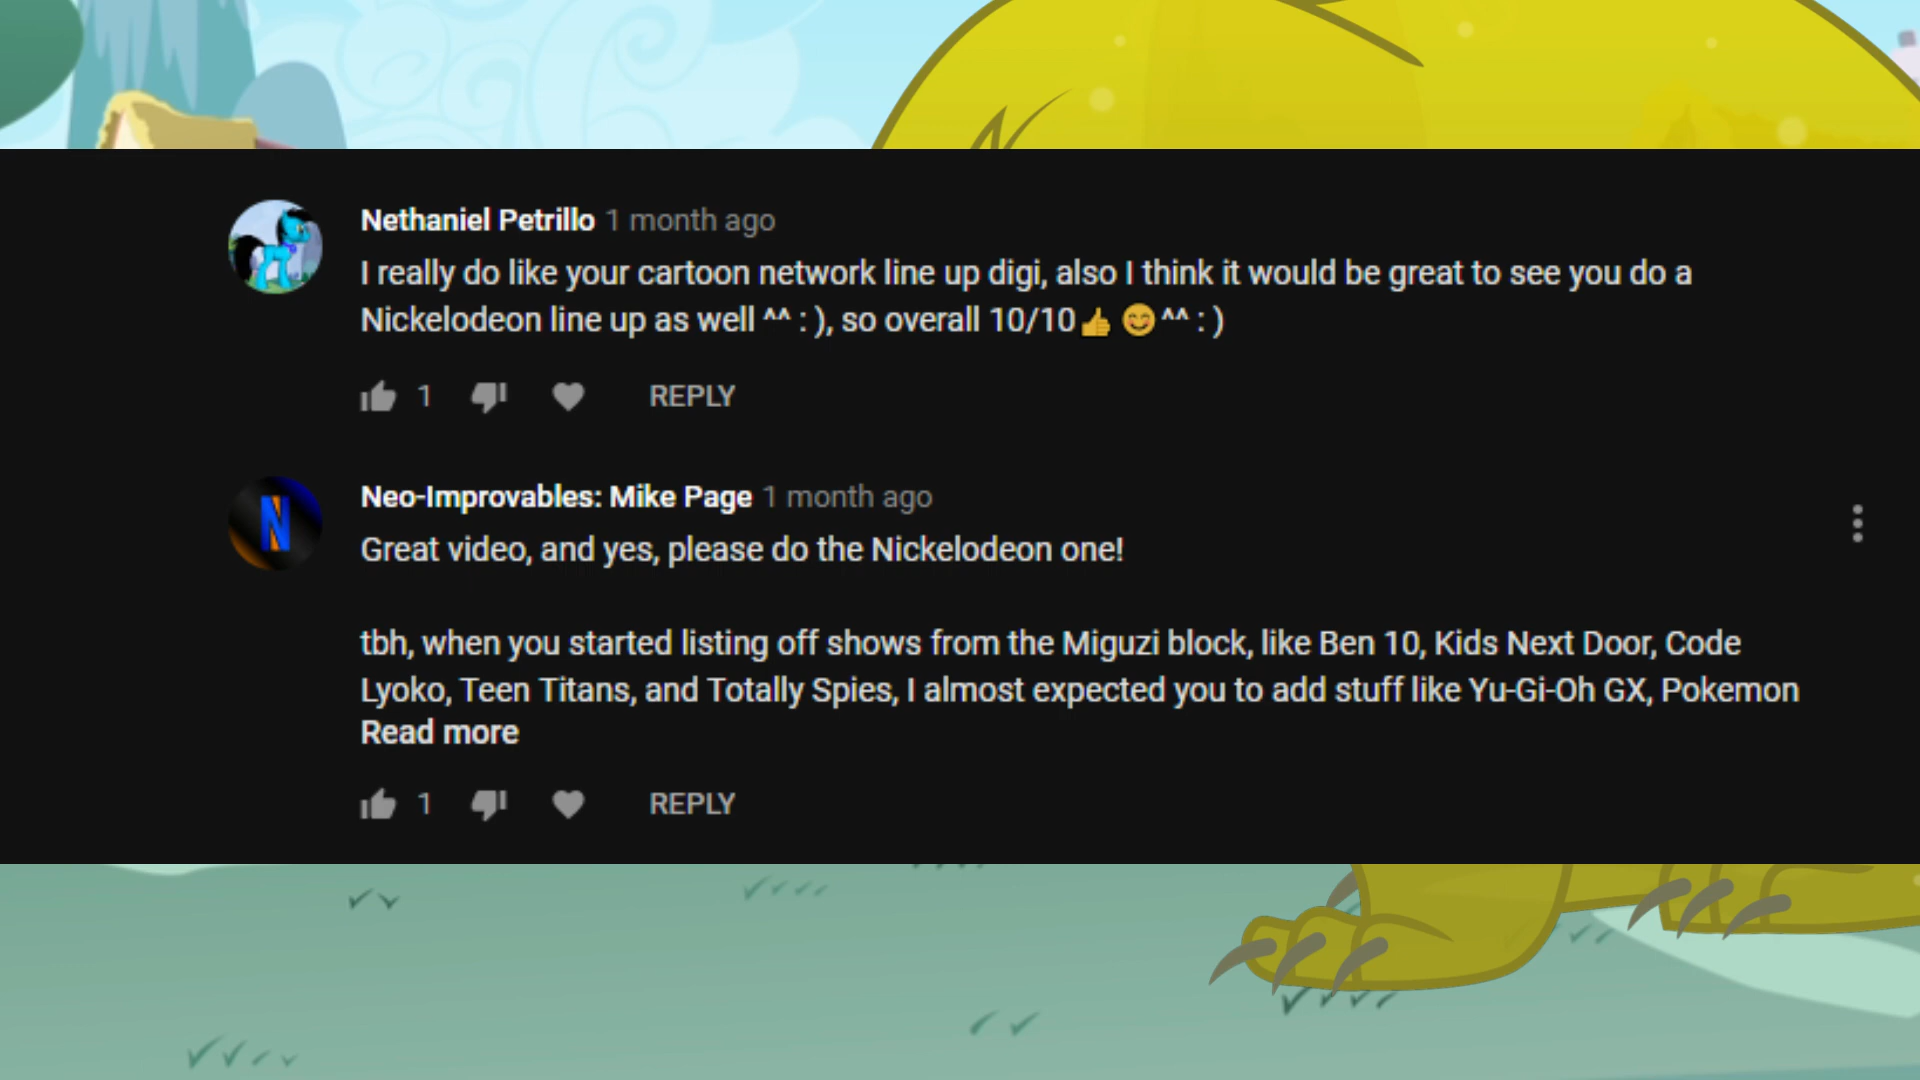 Nethaniel Petrillo 1 month ago
I really do like your cartoon network line up digi, also I think it would be great to see you do a
Nickelodeon line up as well ^^ : ), so overall 10/10👍 😊 ^^ : )
1 REPLY
N
Neo-Improvables: Mike Page 1 month ago
Great video, and yes, please do the Nickelodeon one!
tbh, when you started listing off shows from the Miguzi block, like Ben 10, Kids Next Door, Code
Lyoko, Teen Titans, and Totally Spies, I almost expected you to add stuff like Yu-Gi-Oh GX, Pokemon
Read more
1 REPLY